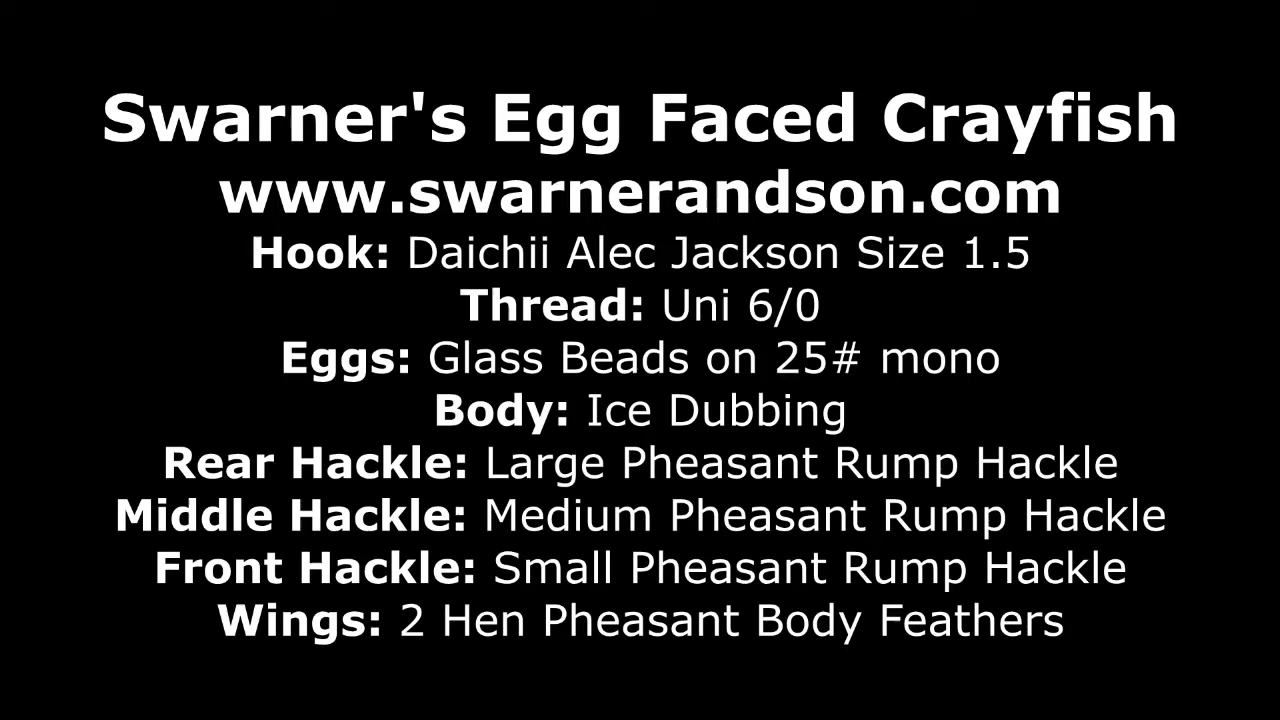 Swarner's Egg Faced Crayfish
www.swarnerandson.com
Hook: Daichii Alec Jackson Size 1.5
Thread: Uni 6/0
Eggs: Glass Beads on 25# mono
Body: Ice Dubbing
Rear Hackle: Large Pheasant Rump Hackle
Middle Hackle: Medium Pheasant Rump Hackle
Front Hackle: Small Pheasant Rump Hackle
Wings: 2 Hen Pheasant Body Feathers